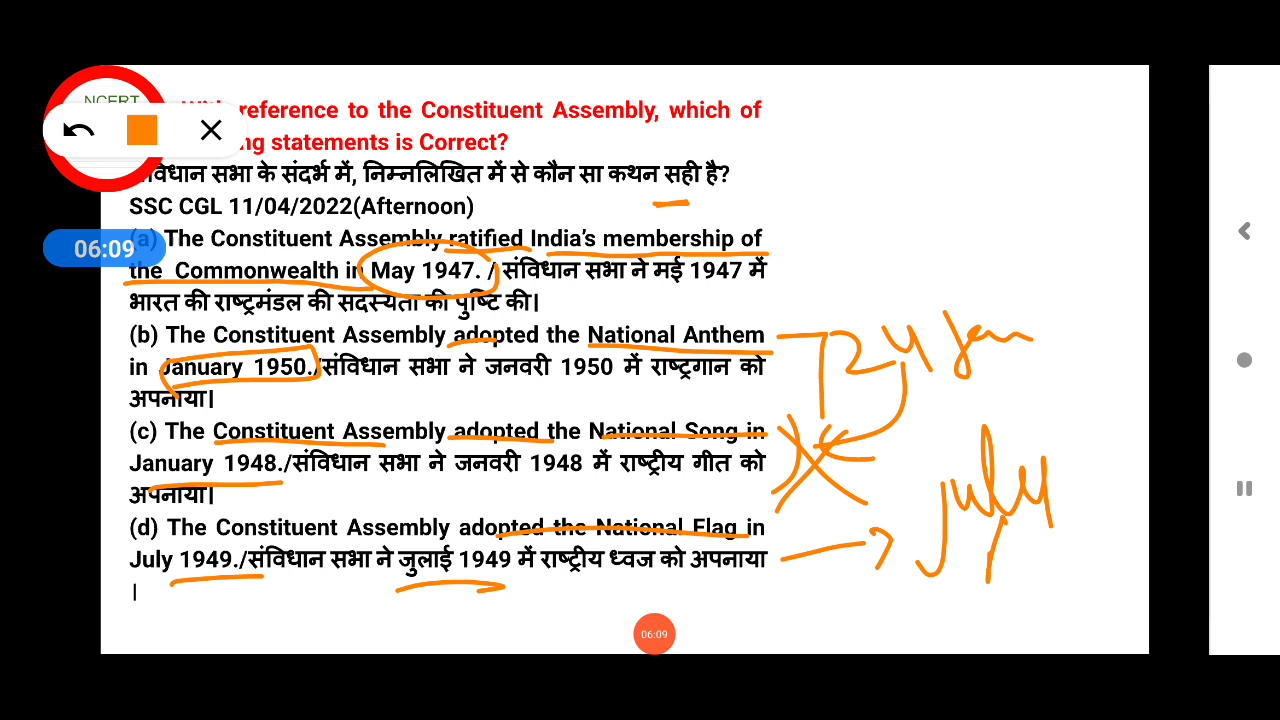 NCERT
With reference to the Constituent Assembly, which of
ng statements is Correct?
संविधान सभा के संदर्भ में, निम्नलिखित में से कौन सा कथन सही है?
SSC CGL 11/04/2022(Afternoon)
(a) The Constituent Assembly ratified India's membership of
the Commonwealth in May 1947. / संविधान सभा ने मई 1947 में
भारत की राष्ट्रमंडल की सदस्यता की पुष्टि की।
(b) The Constituent Assembly adopted the National Anthem
in January 1950./संविधान सभा ने जनवरी 1950 में राष्ट्रगान को
अपनाया।
(c) The Constituent Assembly adopted the National Song in
January 1948./संविधान सभा ने जनवरी 1948 में राष्ट्रीय गीत को
अपनाया।
(d) The Constituent Assembly adopted the National Flag in
July 1949./संविधान सभा ने जुलाई 1949 में राष्ट्रीय ध्वज को अपनाया
।
06:09
24 Jan
July
06:09